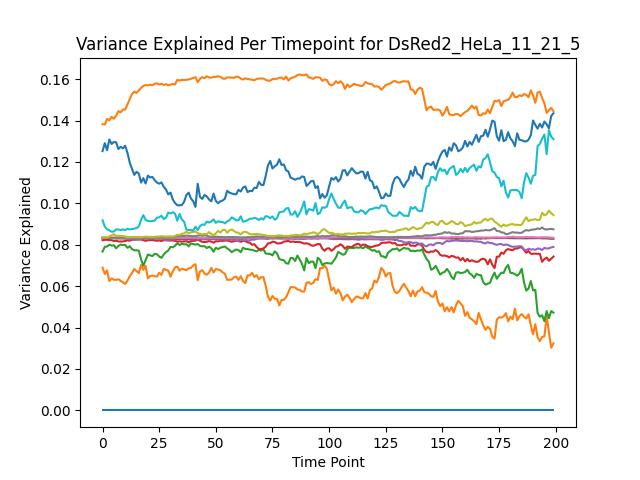 Variance Explained Per Timepoint for DsRed2_HeLa_11_21_5
Variance Explained
0.16
0.14
0.12
0.10
0.08
0.06
0.04
0.02
0.00
0 25 50 75 100 125 150 175 200
Time Point